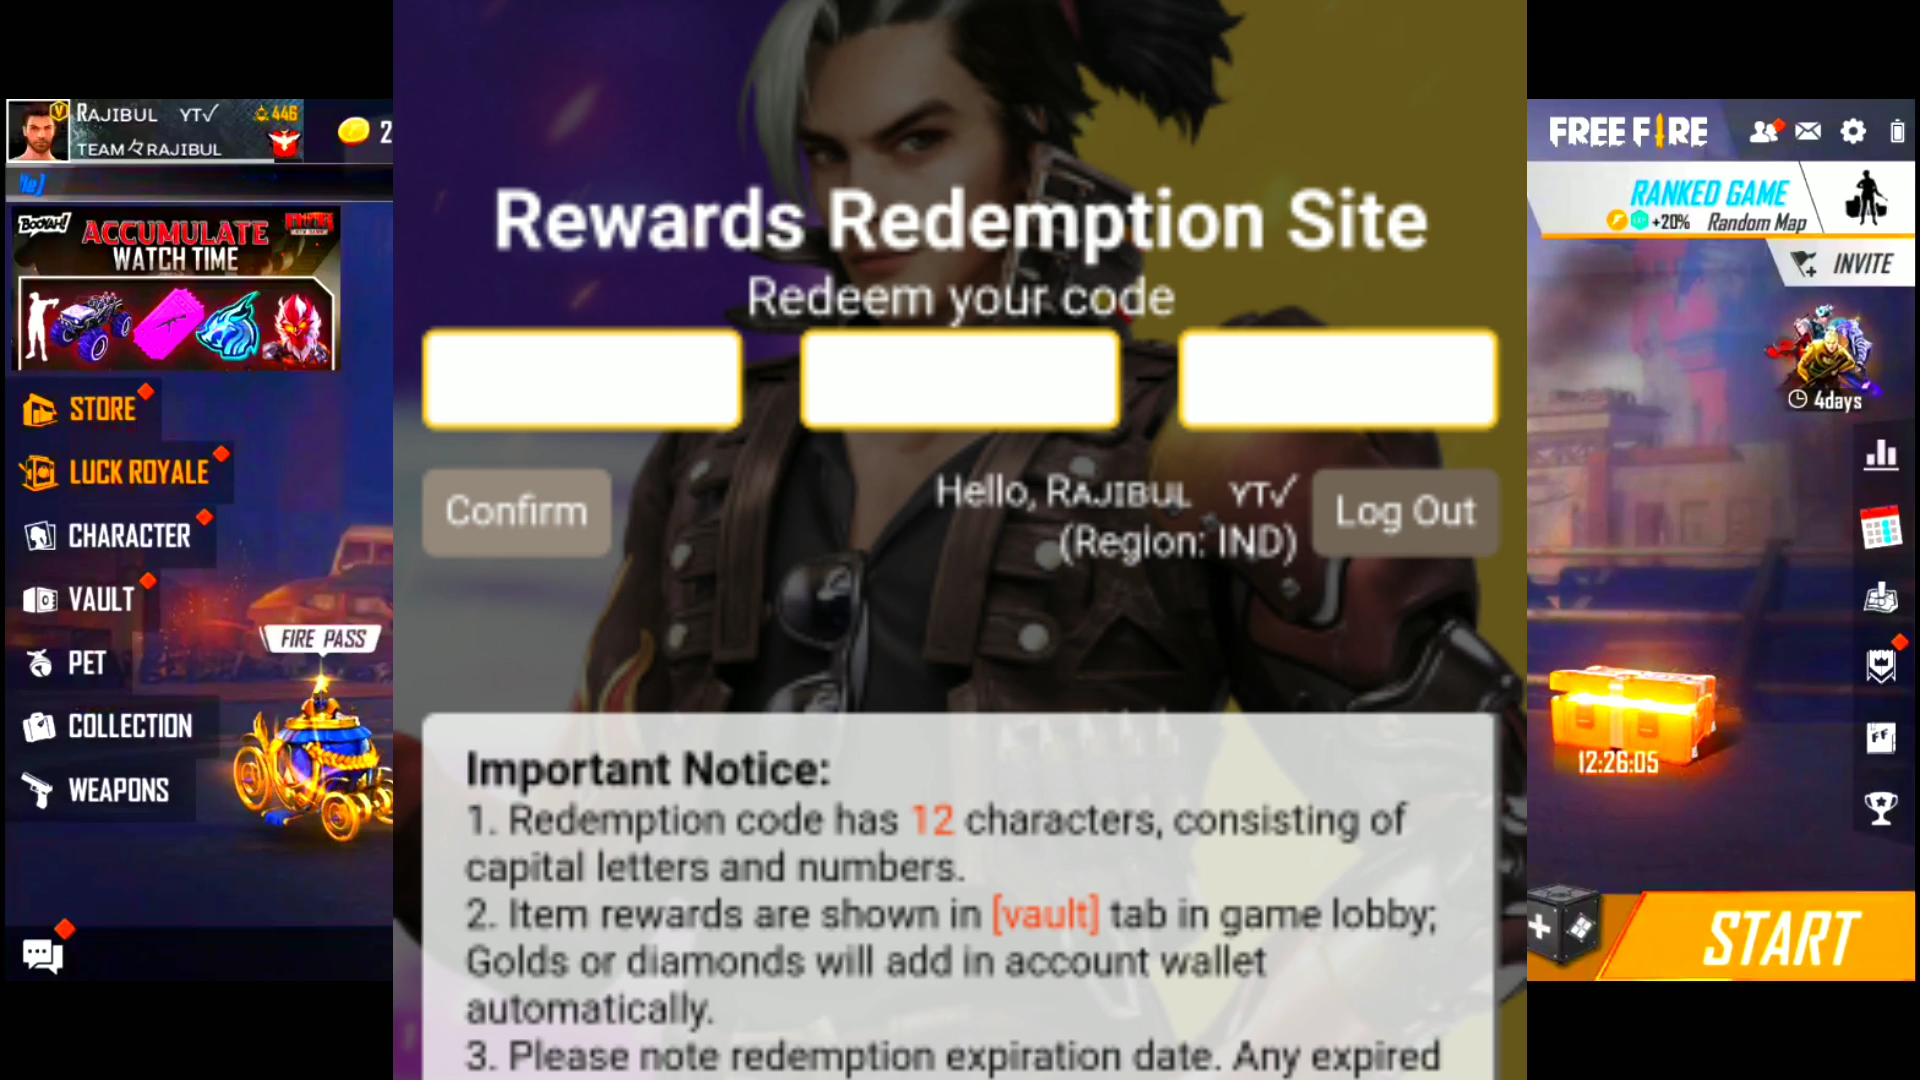 RAJIBUL YT✓
446
TEAM々RAJIBUL
2
BOOYAH!
ACCUMULATE
WATCH TIME
STORE
LUCK ROYALE
CHARACTER
VAULT
PET
COLLECTION
WEAPONS
FIRE PASS
Rewards Redemption Site
Redeem your code
Confirm
Hello, RAJIBUL YT✓
(Region: IND)
Log Out
Important Notice:
1. Redemption code has 12 characters, consisting of
capital letters and numbers.
2. Item rewards are shown in [vault] tab in game lobby;
Golds or diamonds will add in account wallet
automatically.
3. Please note redemption expiration date. Any expired
FREE FIRE
RANKED GAME
+20% Random Map
INVITE
4days
FF
12:26:05
START